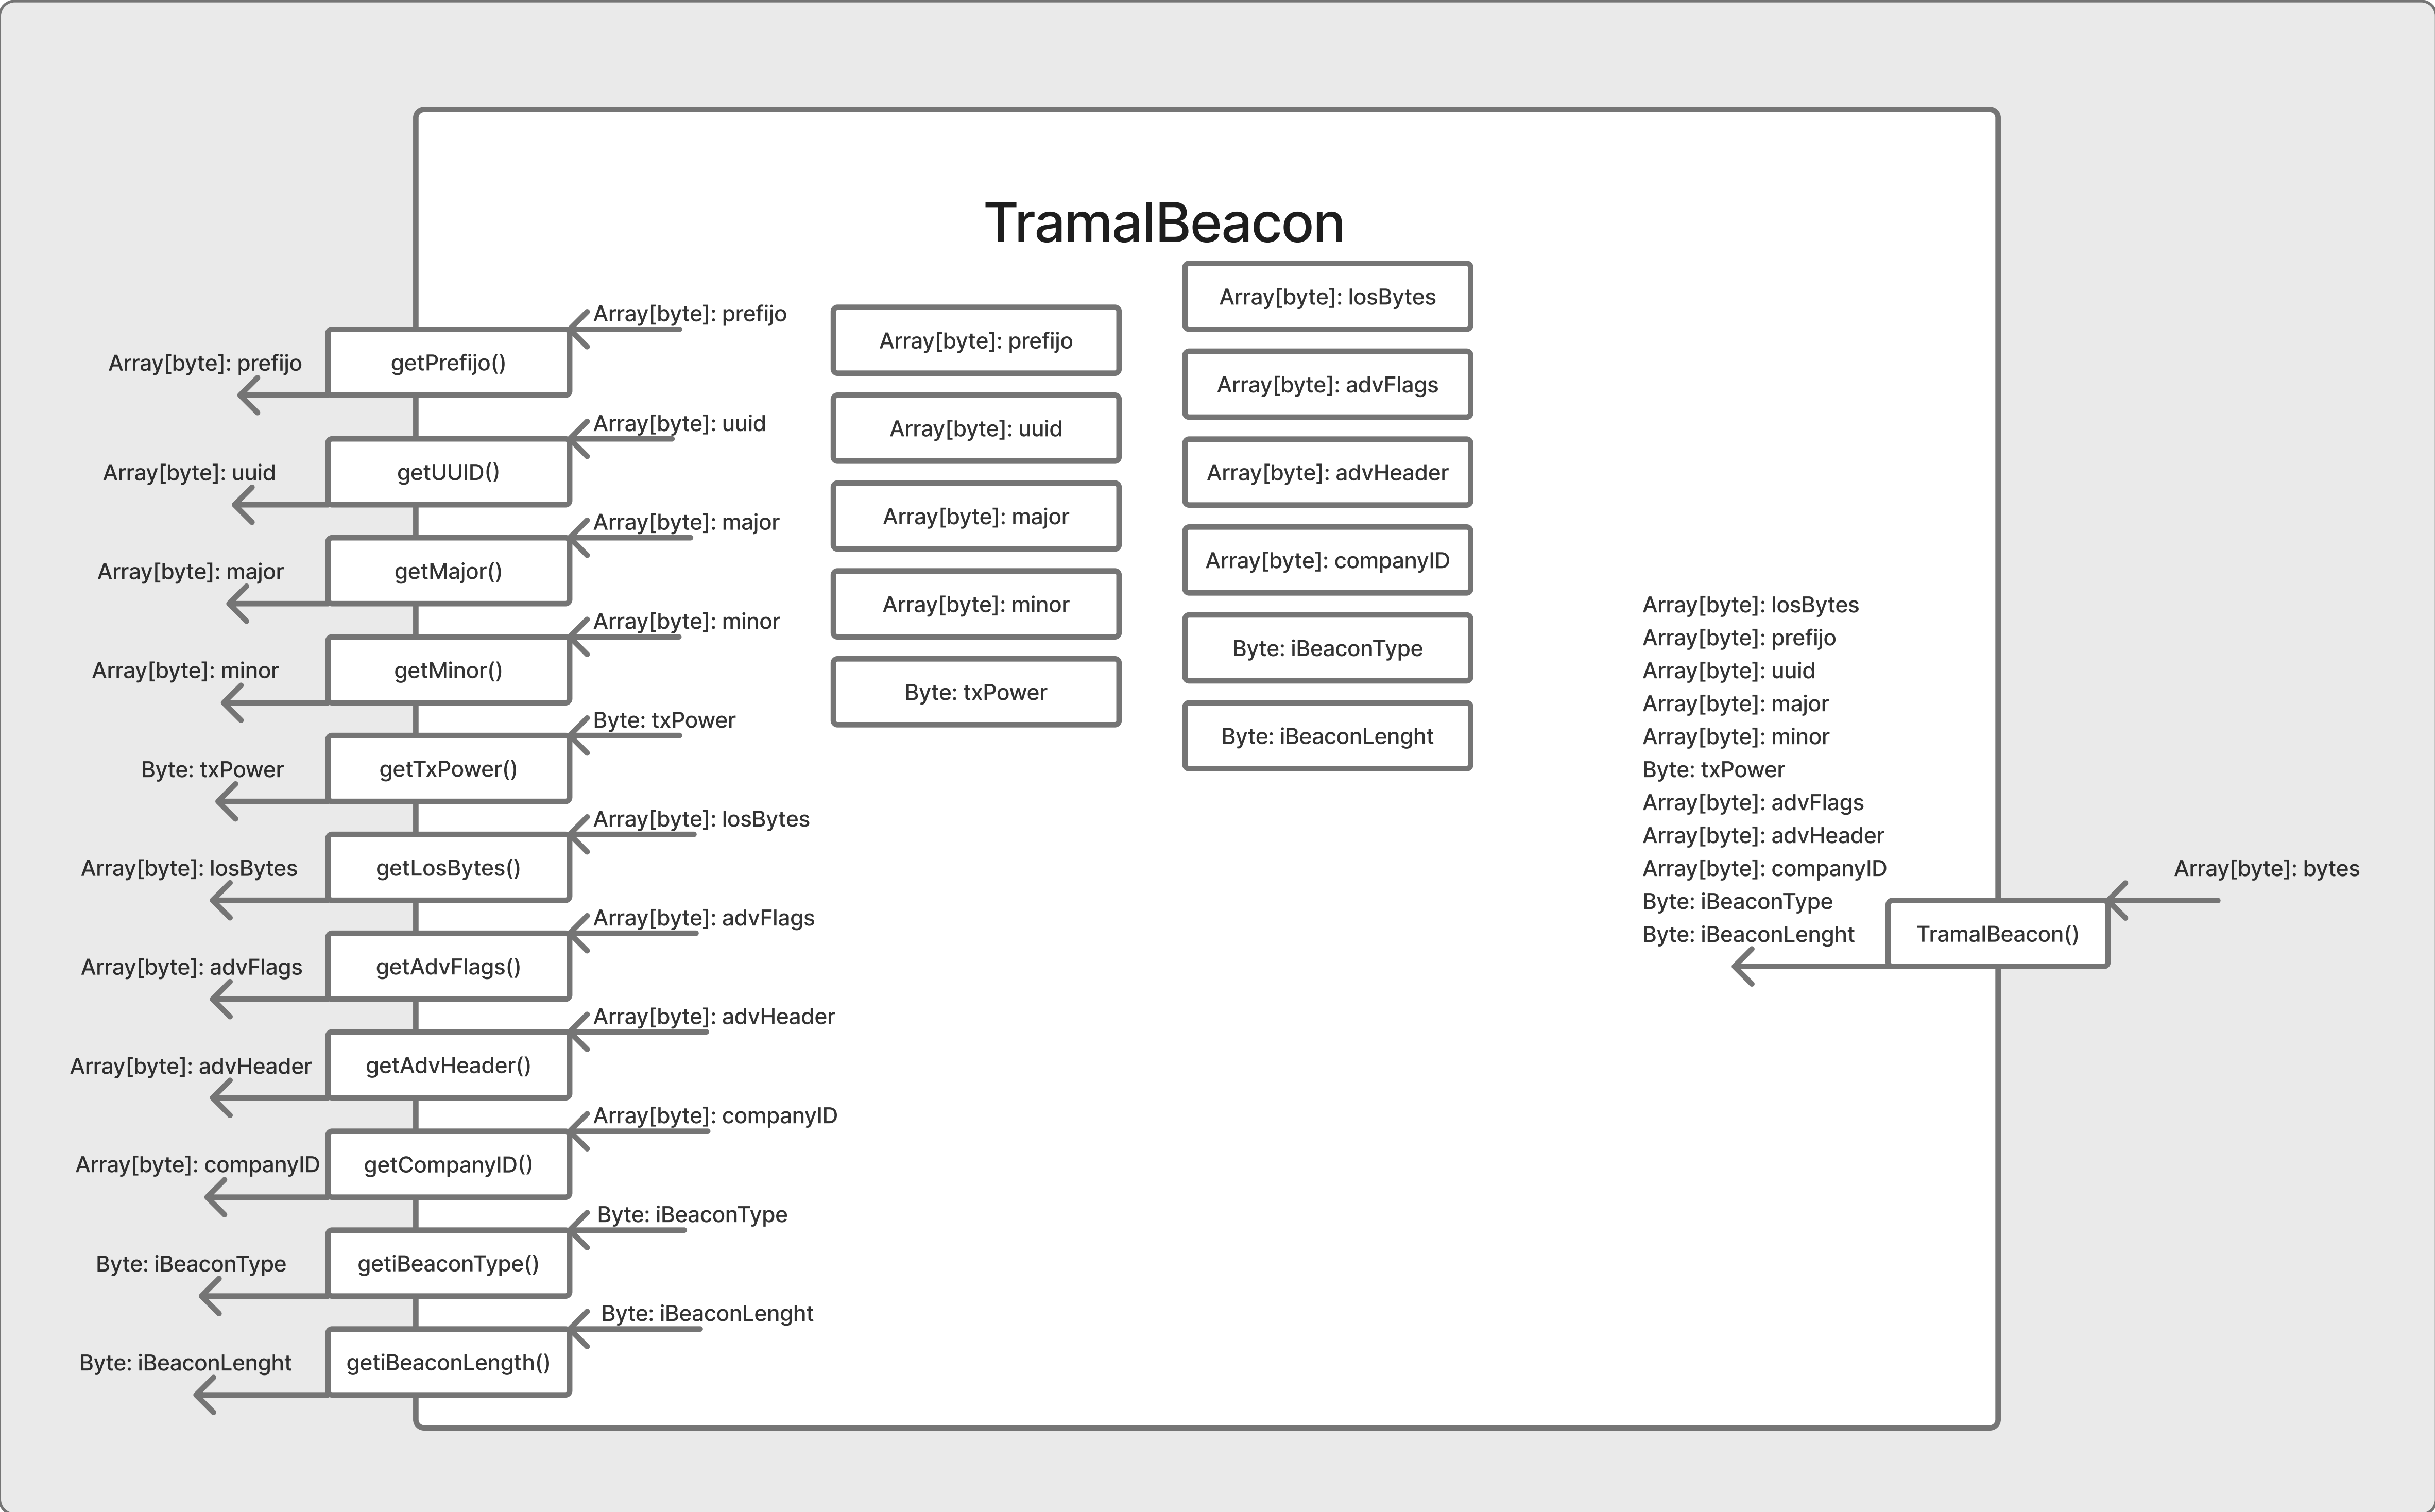 TramaIBeacon
Array[byte]: prefijo
getPrefijo()
Array[byte]: prefijo
Array[byte]: uuid
getUUID()
Array[byte]: uuid
Array[byte]: major
getMajor()
Array[byte]: major
Array[byte]: minor
getMinor()
Array[byte]: minor
Byte: txPower
getTxPower()
Byte: txPower
Array[byte]: losBytes
getLosBytes()
Array[byte]: losBytes
Array[byte]: advFlags
getAdvFlags()
Array[byte]: advFlags
Array[byte]: advHeader
getAdvHeader()
Array[byte]: advHeader
Array[byte]: companyID
getCompanyID()
Array[byte]: companyID
Byte: iBeaconType
getiBeaconType()
Byte: iBeaconType
Byte: iBeaconLenght
getiBeaconLength()
Byte: iBeaconLenght
Array[byte]: prefijo
Array[byte]: uuid
Array[byte]: major
Array[byte]: minor
Byte: txPower
Array[byte]: losBytes
Array[byte]: advFlags
Array[byte]: advHeader
Array[byte]: companyID
Byte: iBeaconType
Byte: iBeaconLenght
Array[byte]: losBytes
Array[byte]: prefijo
Array[byte]: uuid
Array[byte]: major
Array[byte]: minor
Byte: txPower
Array[byte]: advFlags
Array[byte]: advHeader
Array[byte]: companyID
Byte: iBeaconType
Byte: iBeaconLenght
TramaIBeacon()
Array[byte]: bytes